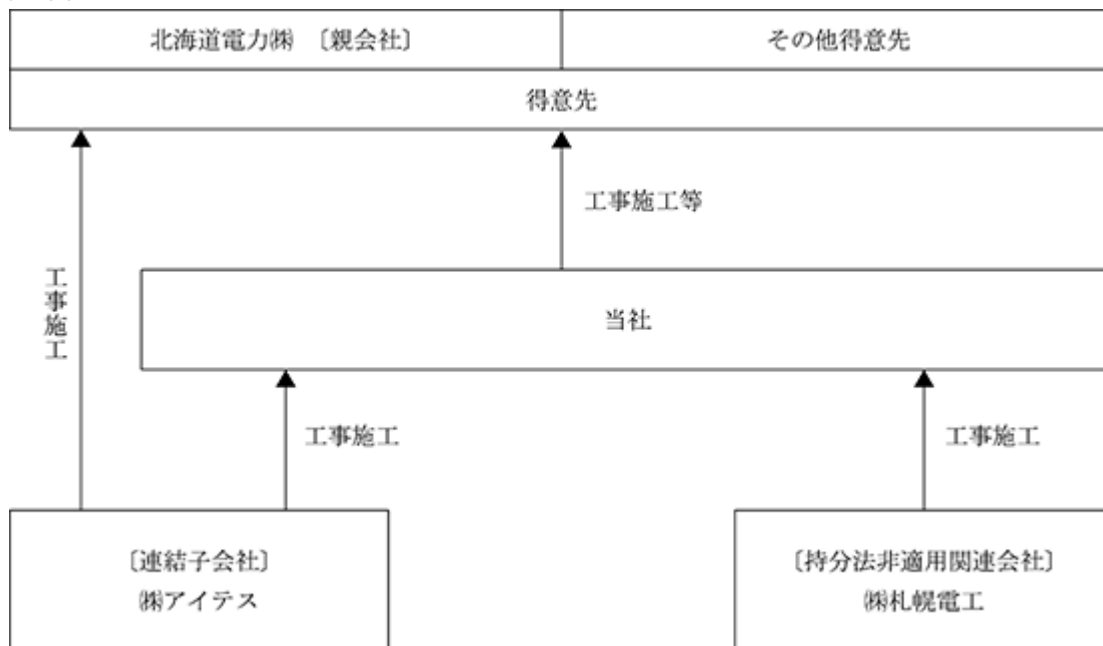 北海道電力㈱ 〔親会社〕
その他得意先
得意先
工事施工等
工事施工
当社
工事施工
工事施工
〔連結子会社〕
㈱アイテス
〔持分法非適用関連会社〕
㈱札幌電工